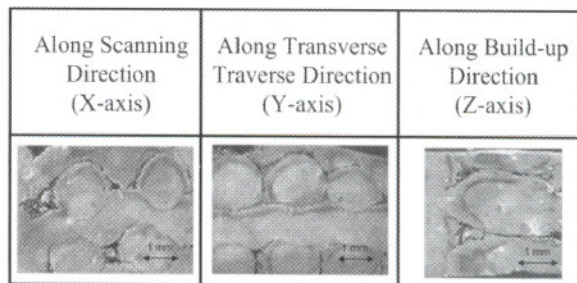 Along Scanning
Direction
(X-axis)
Along Transverse
Traverse Direction
(Y-axis)
Along Build-up
Direction
(Z-axis)
1 mm
1 mm
1 mm